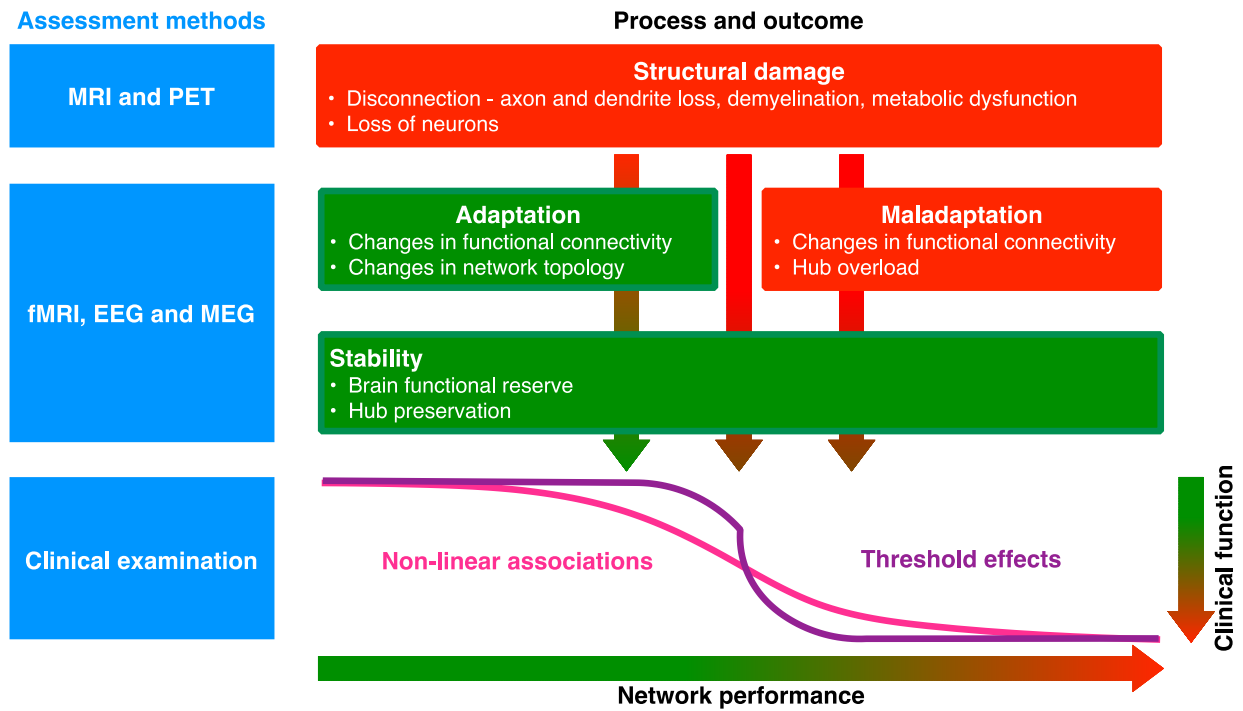 Assessment methods
Process and outcome
MRI and PET
Structural damage
• Disconnection - axon and dendrite loss, demyelination, metabolic dysfunction
• Loss of neurons
fMRI, EEG and MEG
Adaptation
• Changes in functional connectivity
• Changes in network topology
Maladaptation
• Changes in functional connectivity
• Hub overload
Stability
• Brain functional reserve
• Hub preservation
Clinical examination
Non-linear associations
Threshold effects
Clinical function
Network performance